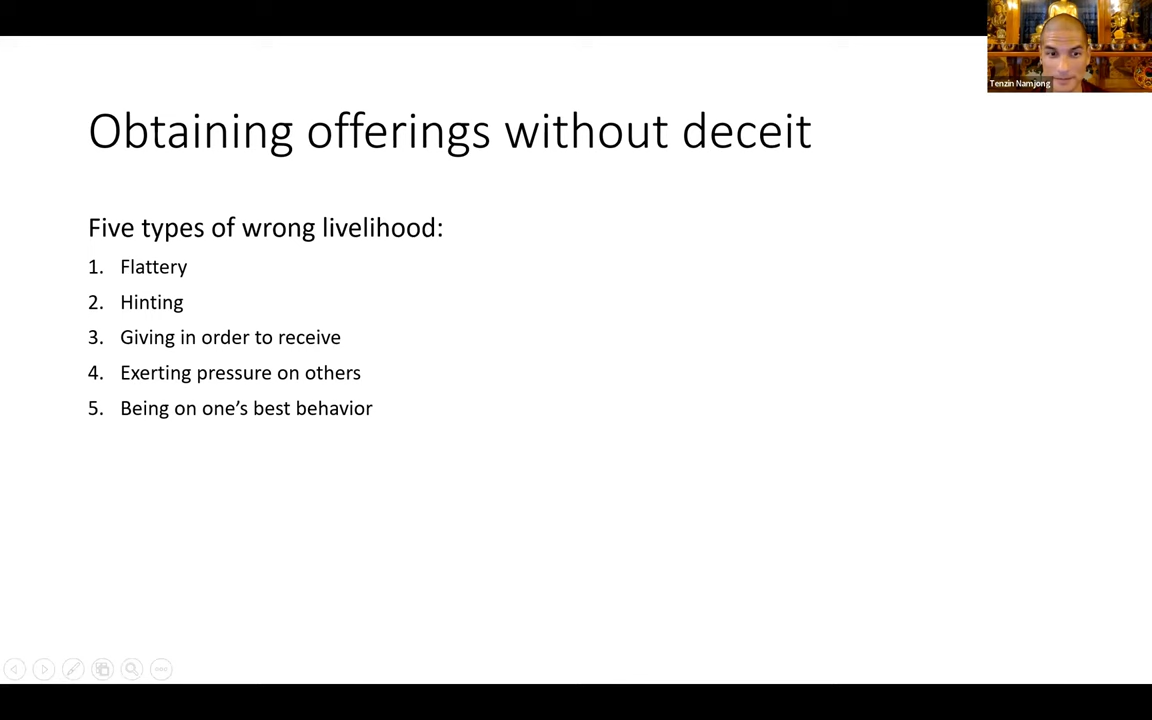 Tenzin Namjong
Obtaining offerings without deceit
Five types of wrong livelihood:
1. Flattery
2. Hinting
3. Giving in order to receive
4. Exerting pressure on others
5. Being on one’s best behavior